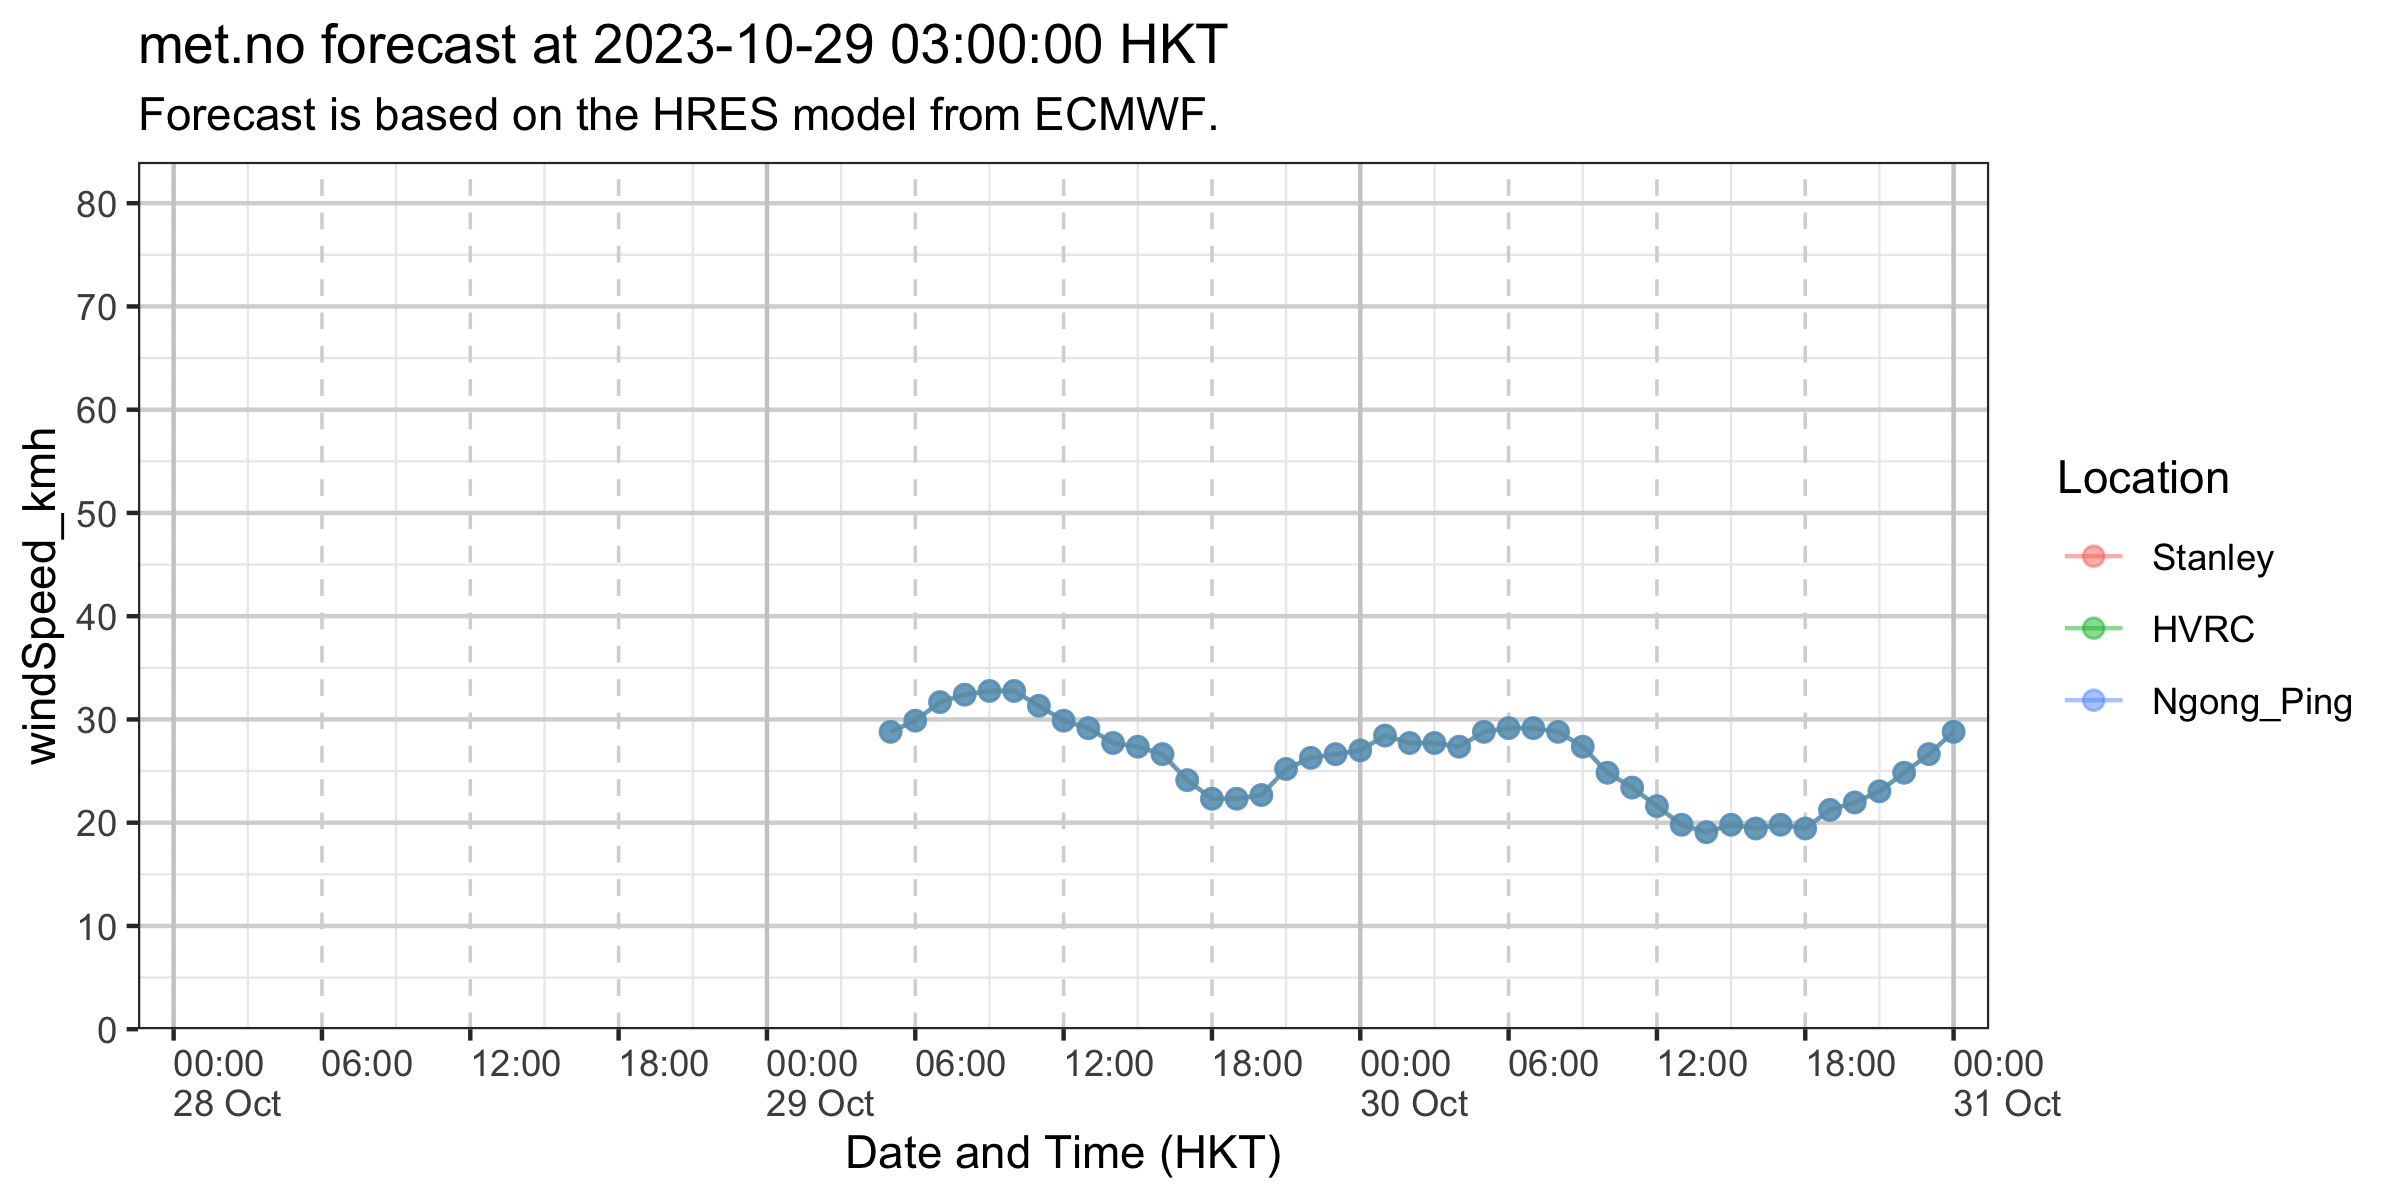 met.no forecast at 2023-10-29 03:00:00 HKT
Forecast is based on the HRES model from ECMWF.
windSpeed_kmh
80
70
60
50
40
30
20
10
0
00:00 06:00 12:00 18:00 00:00 06:00 12:00 18:00 00:00 06:00 12:00 18:00 00:00
28 Oct 29 Oct 30 Oct 31 Oct
Date and Time (HKT)
Location
Stanley
HVRC
Ngong_Ping